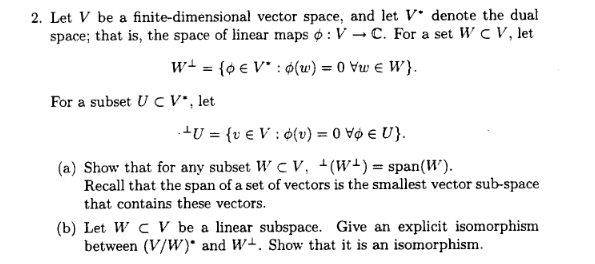 2. Let V be a finite-dimensional vector space, and let V* denote the dual
space; that is, the space of linear maps ϕ : V → ℂ. For a set W ⊂ V, let
W⊥ = {ϕ ∈ V* : ϕ(w) = 0 ∀w ∈ W}.
For a subset U ⊂ V*, let
⊥U = {v ∈ V : ϕ(v) = 0 ∀ϕ ∈ U}.
(a) Show that for any subset W ⊂ V, ⊥(W⊥) = span(W).
Recall that the span of a set of vectors is the smallest vector sub-space
that contains these vectors.
(b) Let W ⊂ V be a linear subspace. Give an explicit isomorphism
between (V/W)* and W⊥. Show that it is an isomorphism.